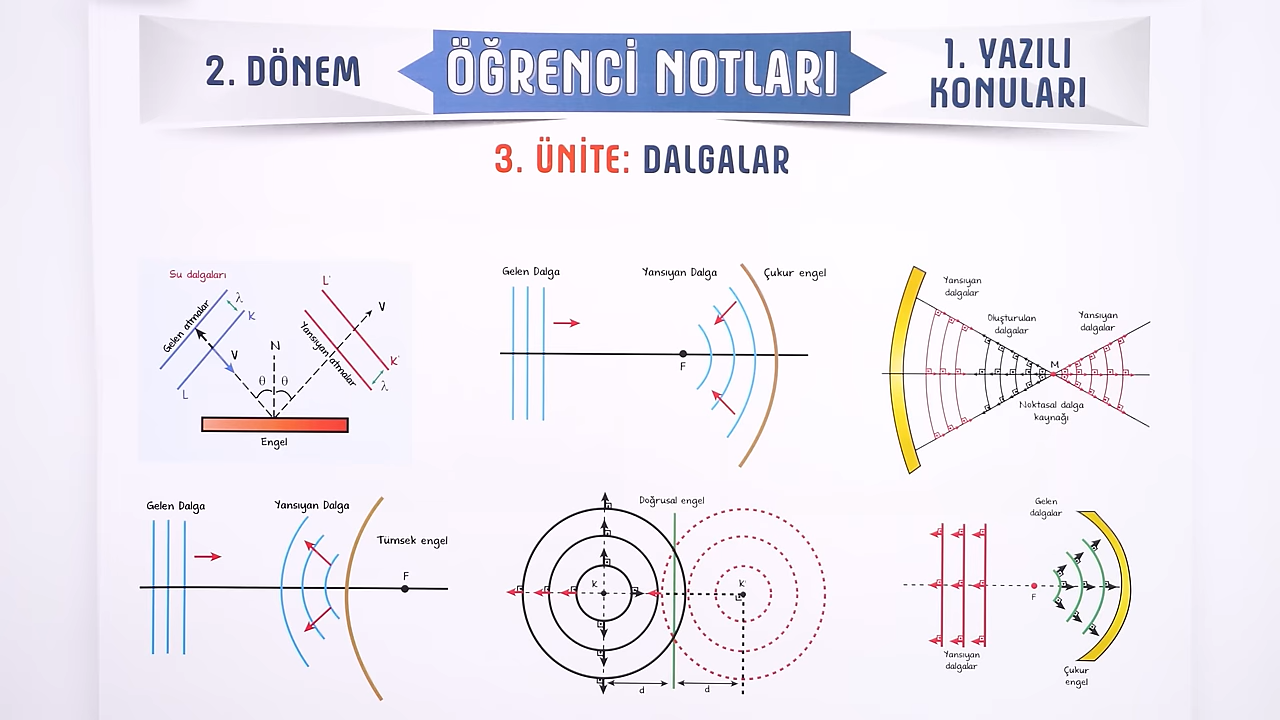 2. DÖNEM
ÖĞRENCİ NOTLARI
1. YAZILI
KONULARI
3. ÜNİTE: DALGALAR
Su dalgaları
Gelen atmalar
λ
K
L
V
N
θ
θ
L'
V
Yansıyan atmalar
K'
λ
Engel
Gelen Dalga
Yansıyan Dalga
Çukur engel
F
Yansıyan
dalgalar
Oluşturulan
dalgalar
Yansıyan
dalgalar
M
Noktasal dalga
kaynağı
Gelen Dalga
Yansıyan Dalga
Tümsek engel
F
Doğrusal engel
K
K'
d
d
Gelen
dalgalar
F
Yansıyan
dalgalar
Çukur
engel